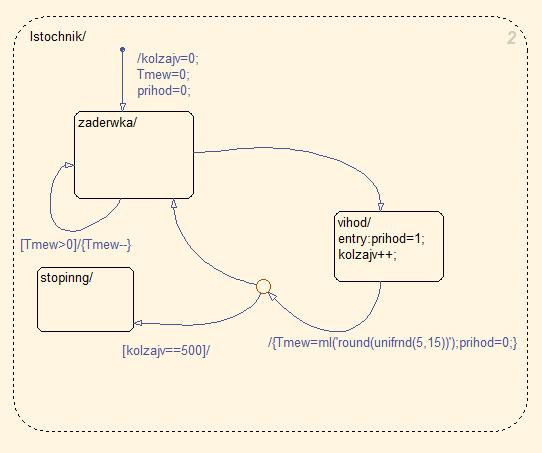 Istochnik/
2
/kolzajv=0;
Tmew=0;
prihod=0;
zaderwka/
vihod/
entry:prihod=1;
kolzajv++;
[Tmew>0]/{Tmew--}
stopinng/
/{Tmew=ml('round(unifrnd(5,15))');prihod=0;}
[kolzajv==500]/